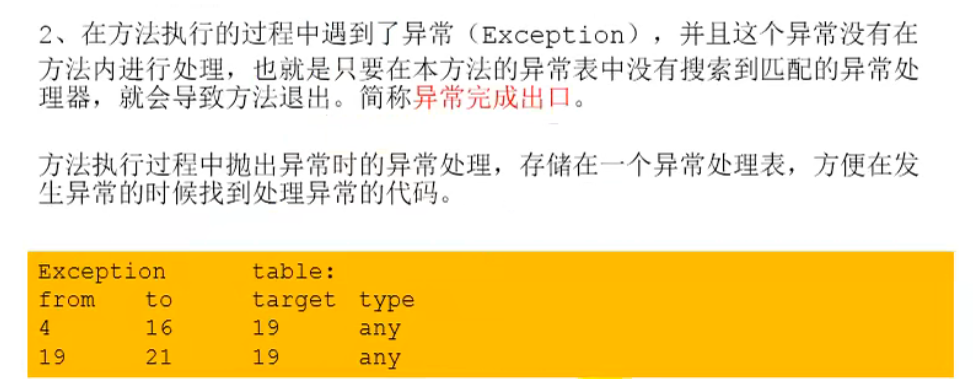 2、在方法执行的过程中遇到了异常（Exception），并且这个异常没有在
方法内进行处理，也就是只要在本方法的异常表中没有搜索到匹配的异常处
理器，就会导致方法退出。简称异常完成出口。
方法执行过程中抛出异常时的异常处理，存储在一个异常处理表，方便在发
生异常的时候找到处理异常的代码。
Exception table:
from to target type
4 16 19 any
19 21 19 any